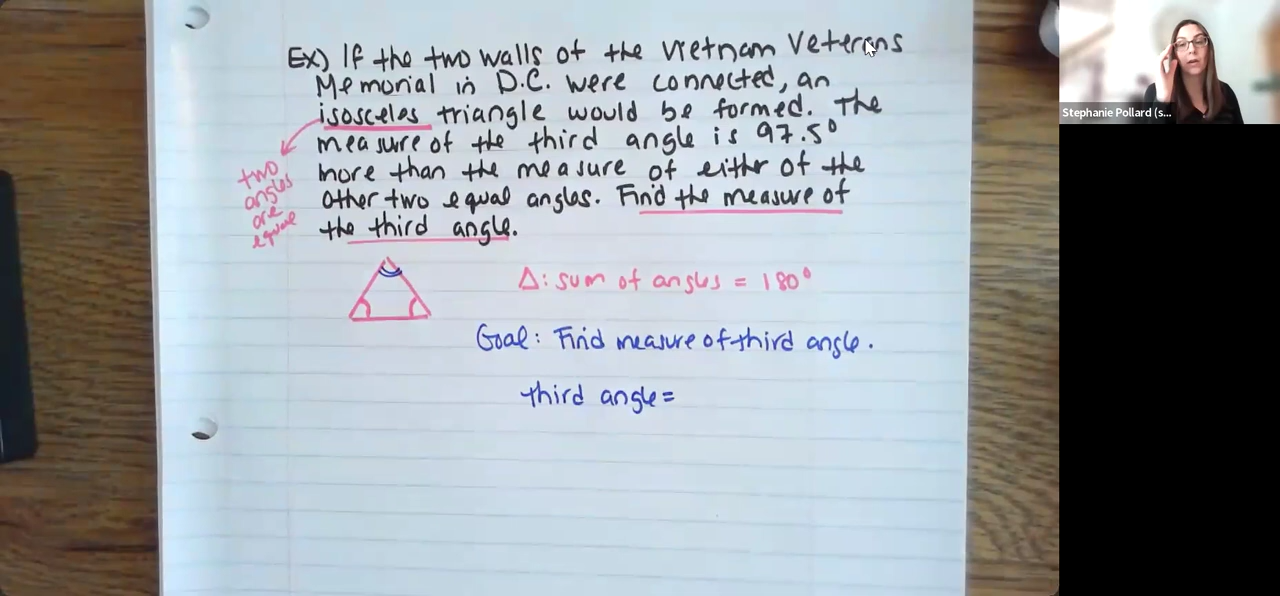 Ex) If the two walls of the Vietnam Veterans
Memorial in D.C. were connected, an
isosceles triangle would be formed. The
measure of the third angle is 97.5°
more than the measure of either of the
other two equal angles. Find the measure of
the third angle.
two
angles
are
equal
Δ: sum of angles = 180°
Goal: Find measure of third angle.
third angle =
Stephanie Pollard (s...